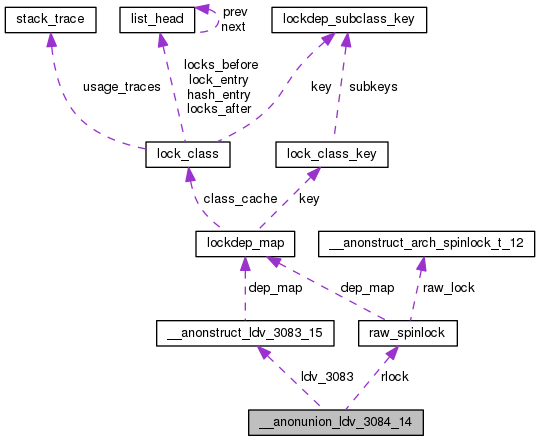 stack_trace
list_head
prev
next
lockdep_subclass_key
usage_traces
locks_before
lock_entry
hash_entry
locks_after
key
subkeys
lock_class
lock_class_key
class_cache
key
lockdep_map
__anonstruct_arch_spinlock_t_12
dep_map
dep_map
raw_lock
__anonstruct_ldv_3083_15
raw_spinlock
ldv_3083
rlock
__anonunion_ldv_3084_14